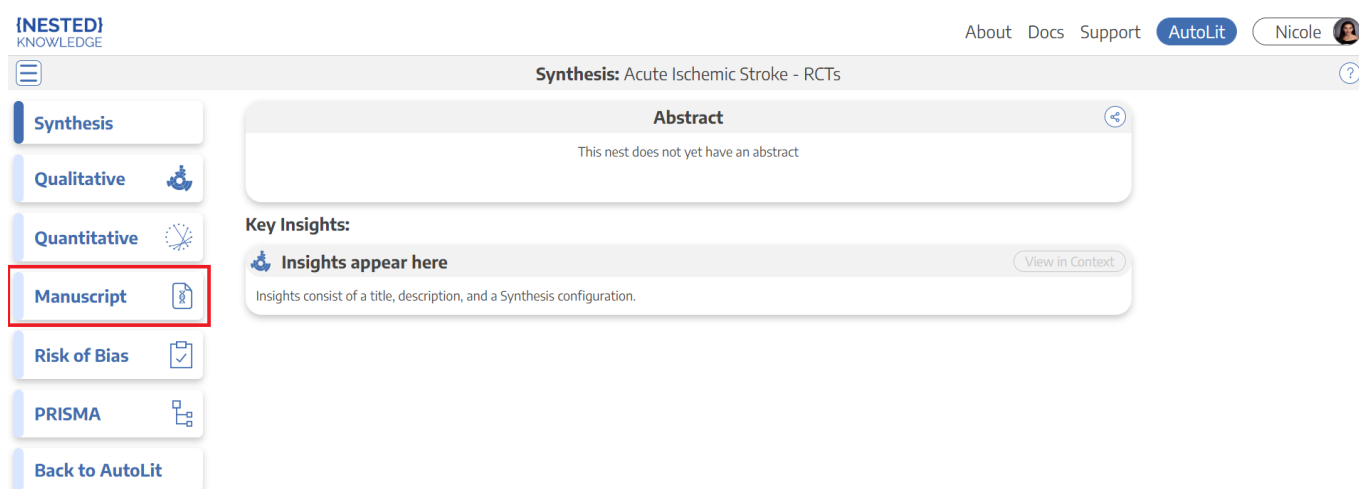 {NESTED}
KNOWLEDGE
About Docs Support AutoLit Nicole
Synthesis: Acute Ischemic Stroke - RCTs
?
Synthesis
Qualitative
Quantitative
Manuscript
Risk of Bias
PRISMA
Back to AutoLit
Abstract
This nest does not yet have an abstract
Key Insights:
Insights appear here
View in Context
Insights consist of a title, description, and a Synthesis configuration.